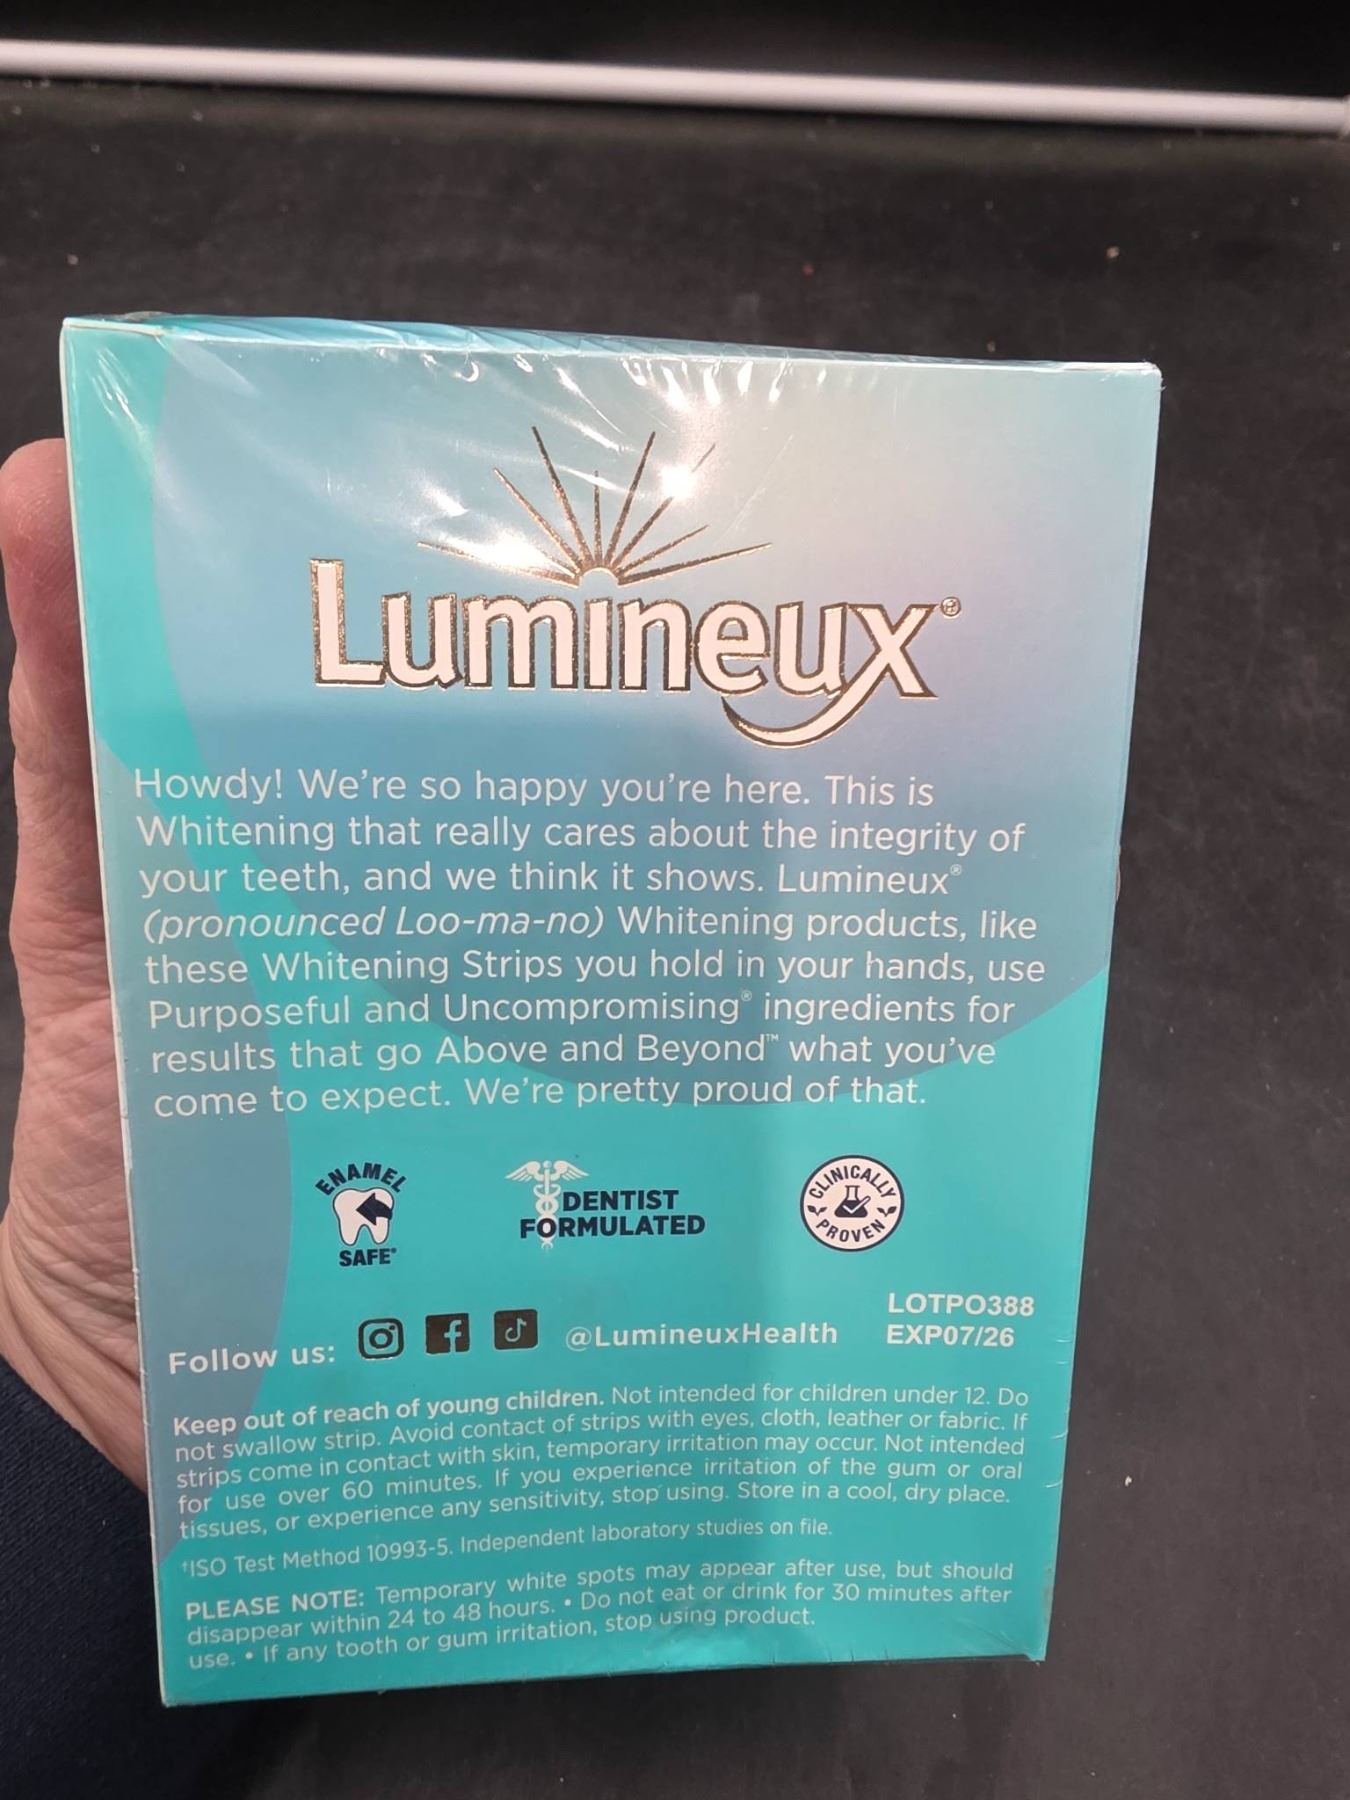 Lumineux®
Howdy! We're so happy you're here. This is
Whitening that really cares about the integrity of
your teeth, and we think it shows. Lumineux®
(pronounced Loo-ma-no) Whitening products, like
these Whitening Strips you hold in your hands, use
Purposeful and Uncompromising® ingredients for
results that go Above and Beyond™ what you've
come to expect. We're pretty proud of that.
ENAMEL
SAFE®
DENTIST
FORMULATED
CLINICALLY
PROVEN
LOTPO388
EXP07/26
Follow us: @LumineuxHealth
Keep out of reach of young children. Not intended for children under 12. Do
not swallow strip. Avoid contact of strips with eyes, cloth, leather or fabric. If
strips come in contact with skin, temporary irritation may occur. Not intended
for use over 60 minutes. If you experience irritation of the gum or oral
tissues, or experience any sensitivity, stop using. Store in a cool, dry place.
†ISO Test Method 10993-5. Independent laboratory studies on file.
PLEASE NOTE: Temporary white spots may appear after use, but should
disappear within 24 to 48 hours. • Do not eat or drink for 30 minutes after
use. • If any tooth or gum irritation, stop using product.